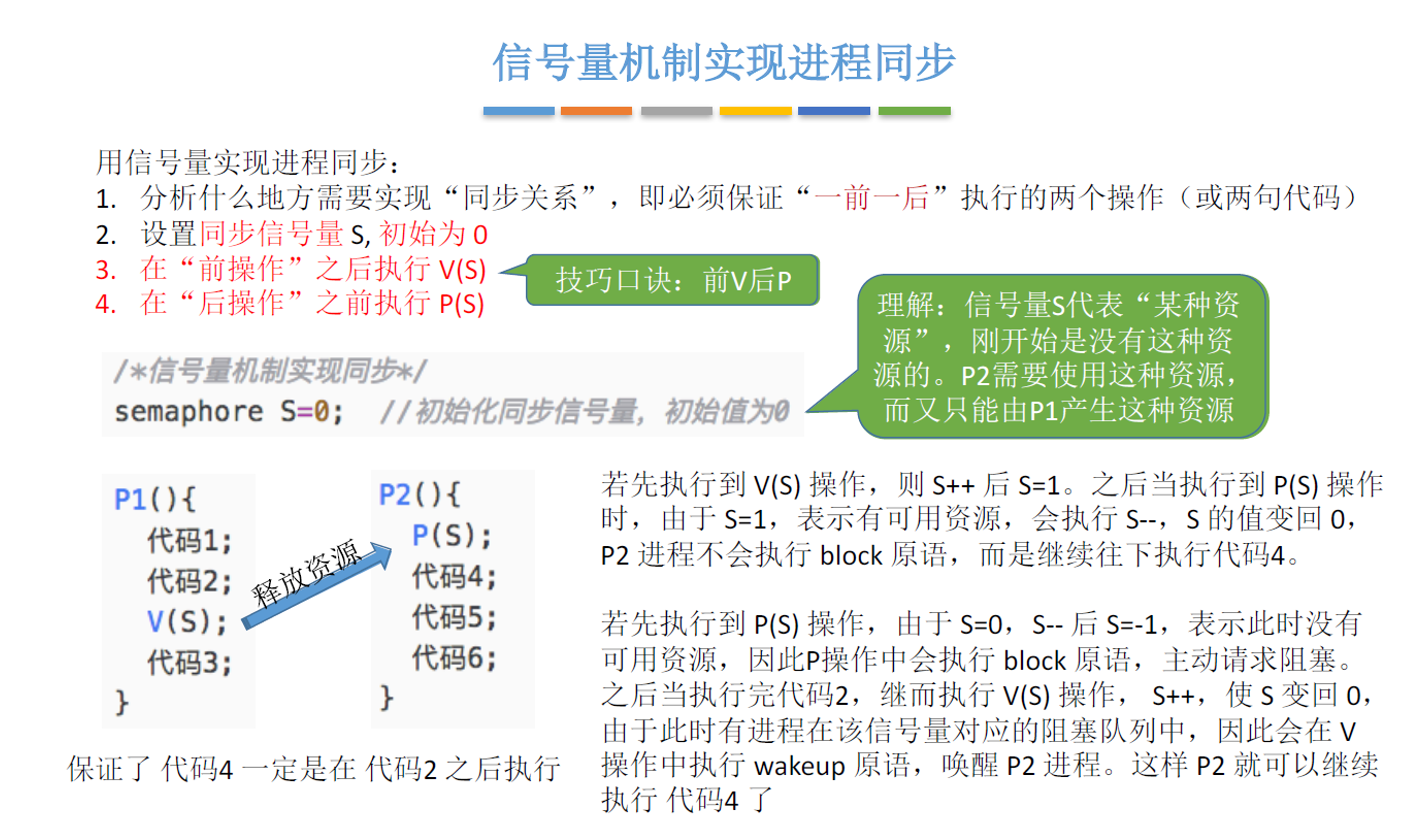 信号量机制实现进程同步
用信号量实现进程同步：
1. 分析什么地方需要实现“同步关系”，即必须保证“一前一后”执行的两个操作（或两句代码）
2. 设置同步信号量 S, 初始为 0
3. 在“前操作”之后执行 V(S)
4. 在“后操作”之前执行 P(S)
技巧口诀：前V后P
理解：信号量S代表“某种资
源”，刚开始是没有这种资
源的。P2需要使用这种资源，
而又只能由P1产生这种资源
/*信号量机制实现同步*/
semaphore S=0; //初始化同步信号量，初始值为0
P1(){
代码1;
代码2;
V(S);
代码3;
}
释放资源
P2(){
P(S);
代码4;
代码5;
代码6;
}
保证了 代码4 一定是在 代码2 之后执行
若先执行到 V(S) 操作，则 S++ 后 S=1。之后当执行到 P(S) 操作
时，由于 S=1，表示有可用资源，会执行 S--，S 的值变回 0，
P2 进程不会执行 block 原语，而是继续往下执行代码4。
若先执行到 P(S) 操作，由于 S=0，S-- 后 S=-1，表示此时没有
可用资源，因此P操作中会执行 block 原语，主动请求阻塞。
之后当执行完代码2，继而执行 V(S) 操作， S++，使 S 变回 0，
由于此时有进程在该信号量对应的阻塞队列中，因此会在 V
操作中执行 wakeup 原语，唤醒 P2 进程。这样 P2 就可以继续
执行 代码4 了